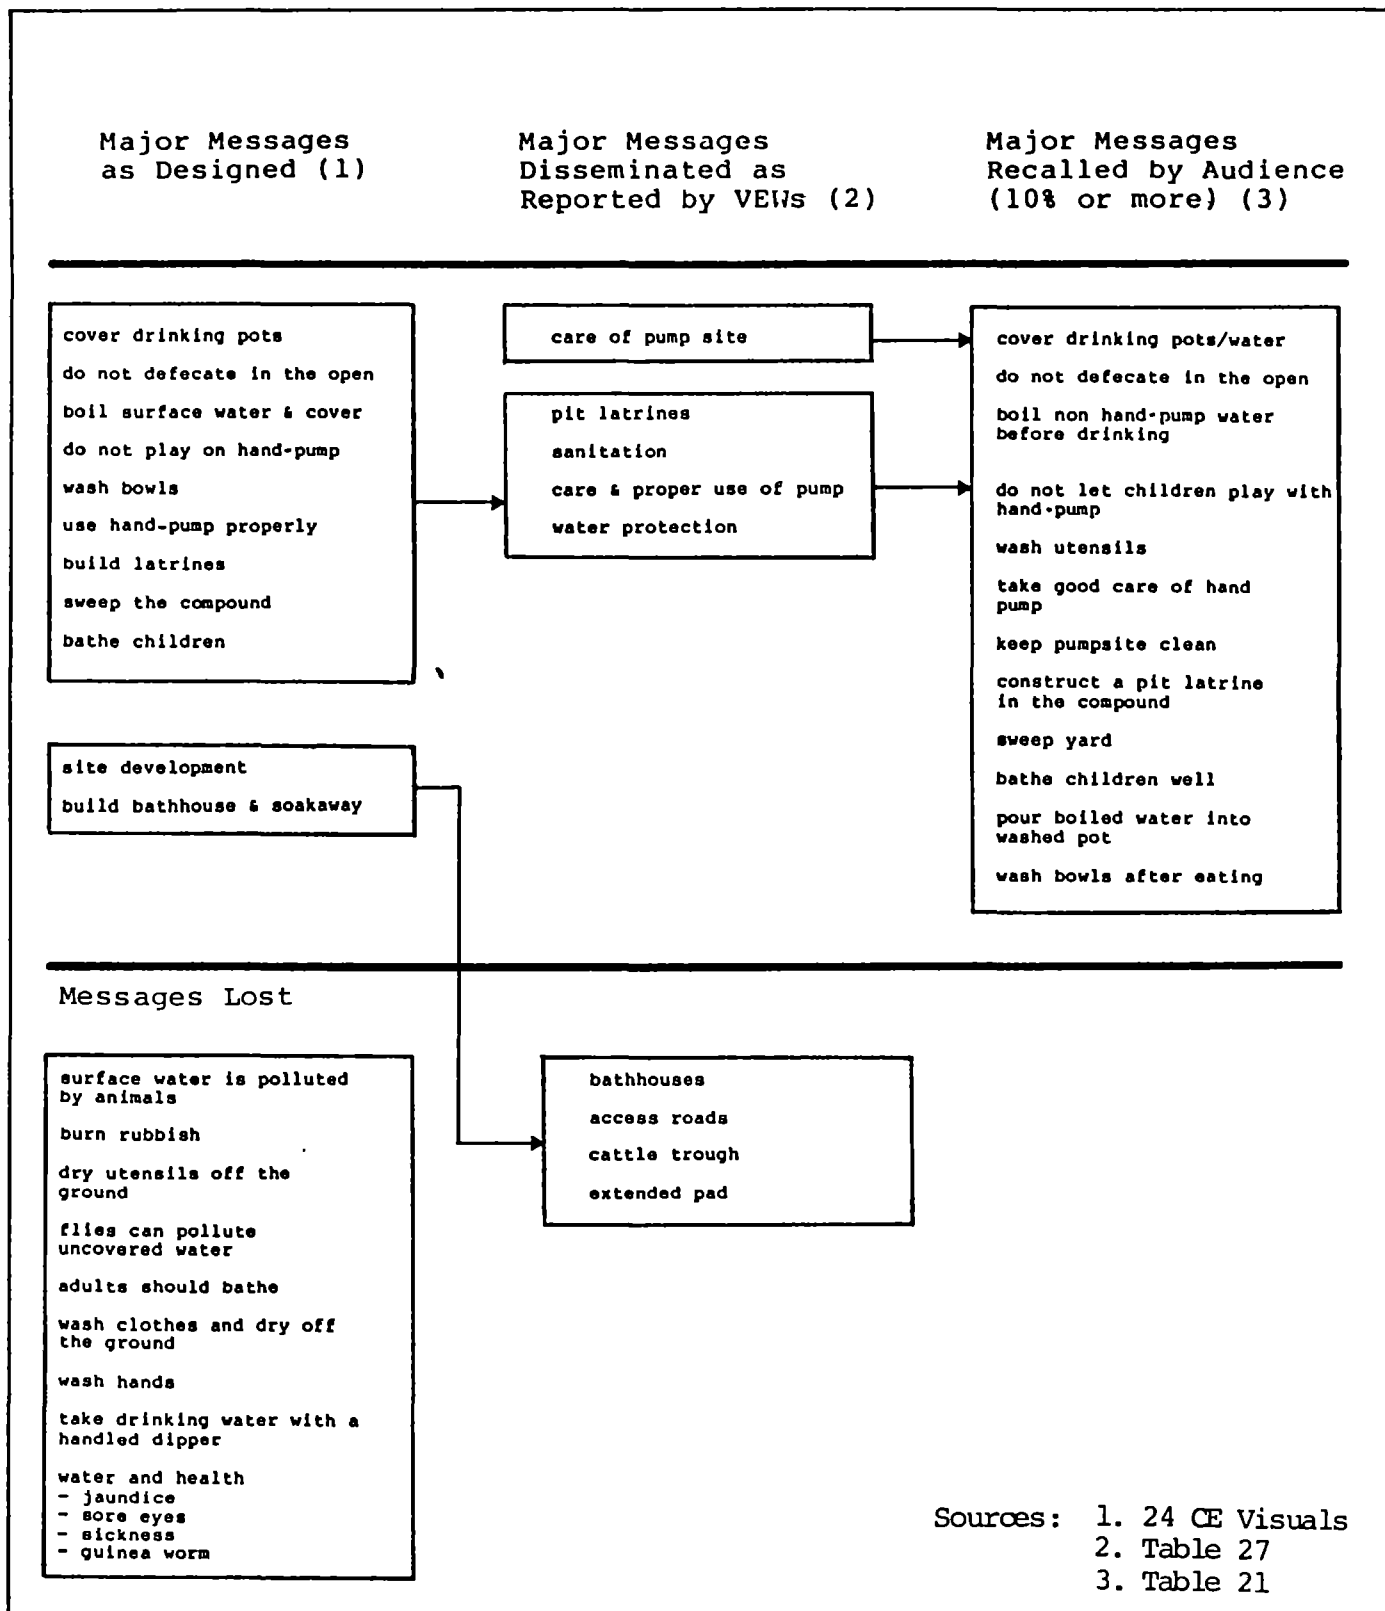 Major Messages
as Designed (1)
Major Messages
Disseminated as
Reported by VEWs (2)
Major Messages
Recalled by Audience
(10% or more) (3)
cover drinking pots
do not defecate in the open
boil surface water & cover
do not play on hand-pump
wash bowls
use hand-pump properly
build latrines
sweep the compound
bathe children
site development
build bathhouse & soakaway
care of pump site
pit latrines
sanitation
care & proper use of pump
water protection
cover drinking pots/water
do not defecate in the open
boil non hand-pump water
before drinking
do not let children play with
hand-pump
wash utensils
take good care of hand
pump
keep pumpsite clean
construct a pit latrine
in the compound
sweep yard
bathe children well
pour boiled water into
washed pot
wash bowls after eating
Messages Lost
surface water is polluted
by animals
burn rubbish
dry utensils off the
ground
flies can pollute
uncovered water
adults should bathe
wash clothes and dry off
the ground
wash hands
take drinking water with a
handled dipper
water and health
- jaundice
- sore eyes
- sickness
- guinea worm
bathhouses
access roads
cattle trough
extended pad
Sources: 1. 24 CE Visuals
2. Table 27
3. Table 21